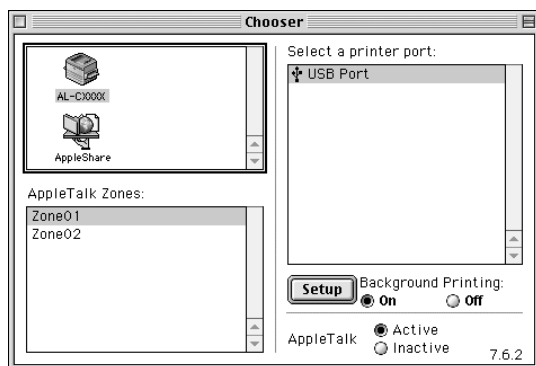 Chooser
AL-CXXXX
AppleShare
AppleTalk Zones:
Zone01
Zone02
Select a printer port:
USB Port
Setup
Background Printing:
On Off
AppleTalk
Active
Inactive
7.6.2